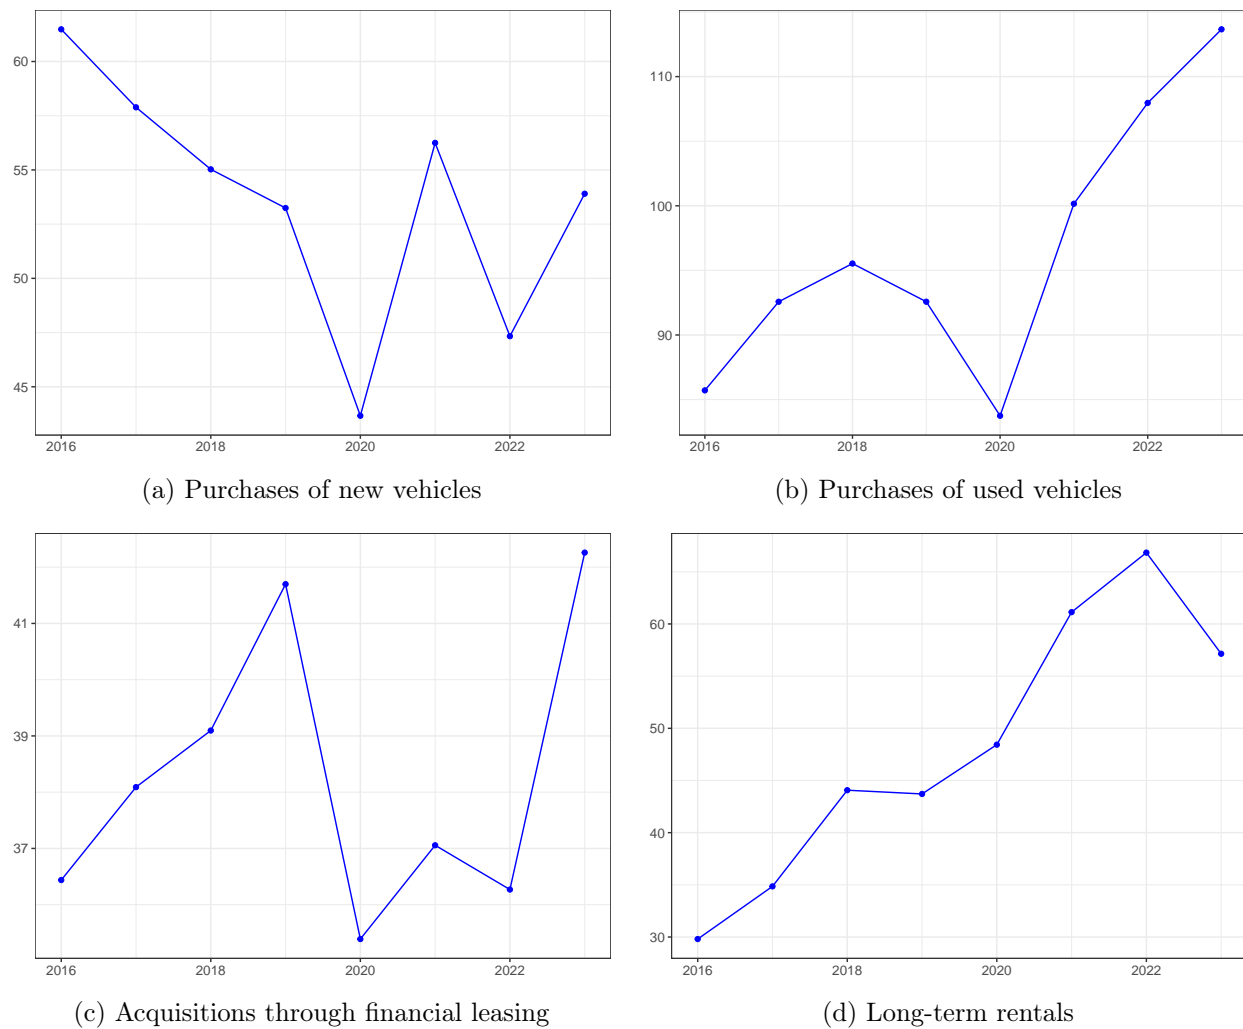 60
55
50
45
2016 2018 2020 2022
(a) Purchases of new vehicles
110
100
90
2016 2018 2020 2022
(b) Purchases of used vehicles
41
39
37
2016 2018 2020 2022
(c) Acquisitions through financial leasing
60
50
40
30
2016 2018 2020 2022
(d) Long-term rentals